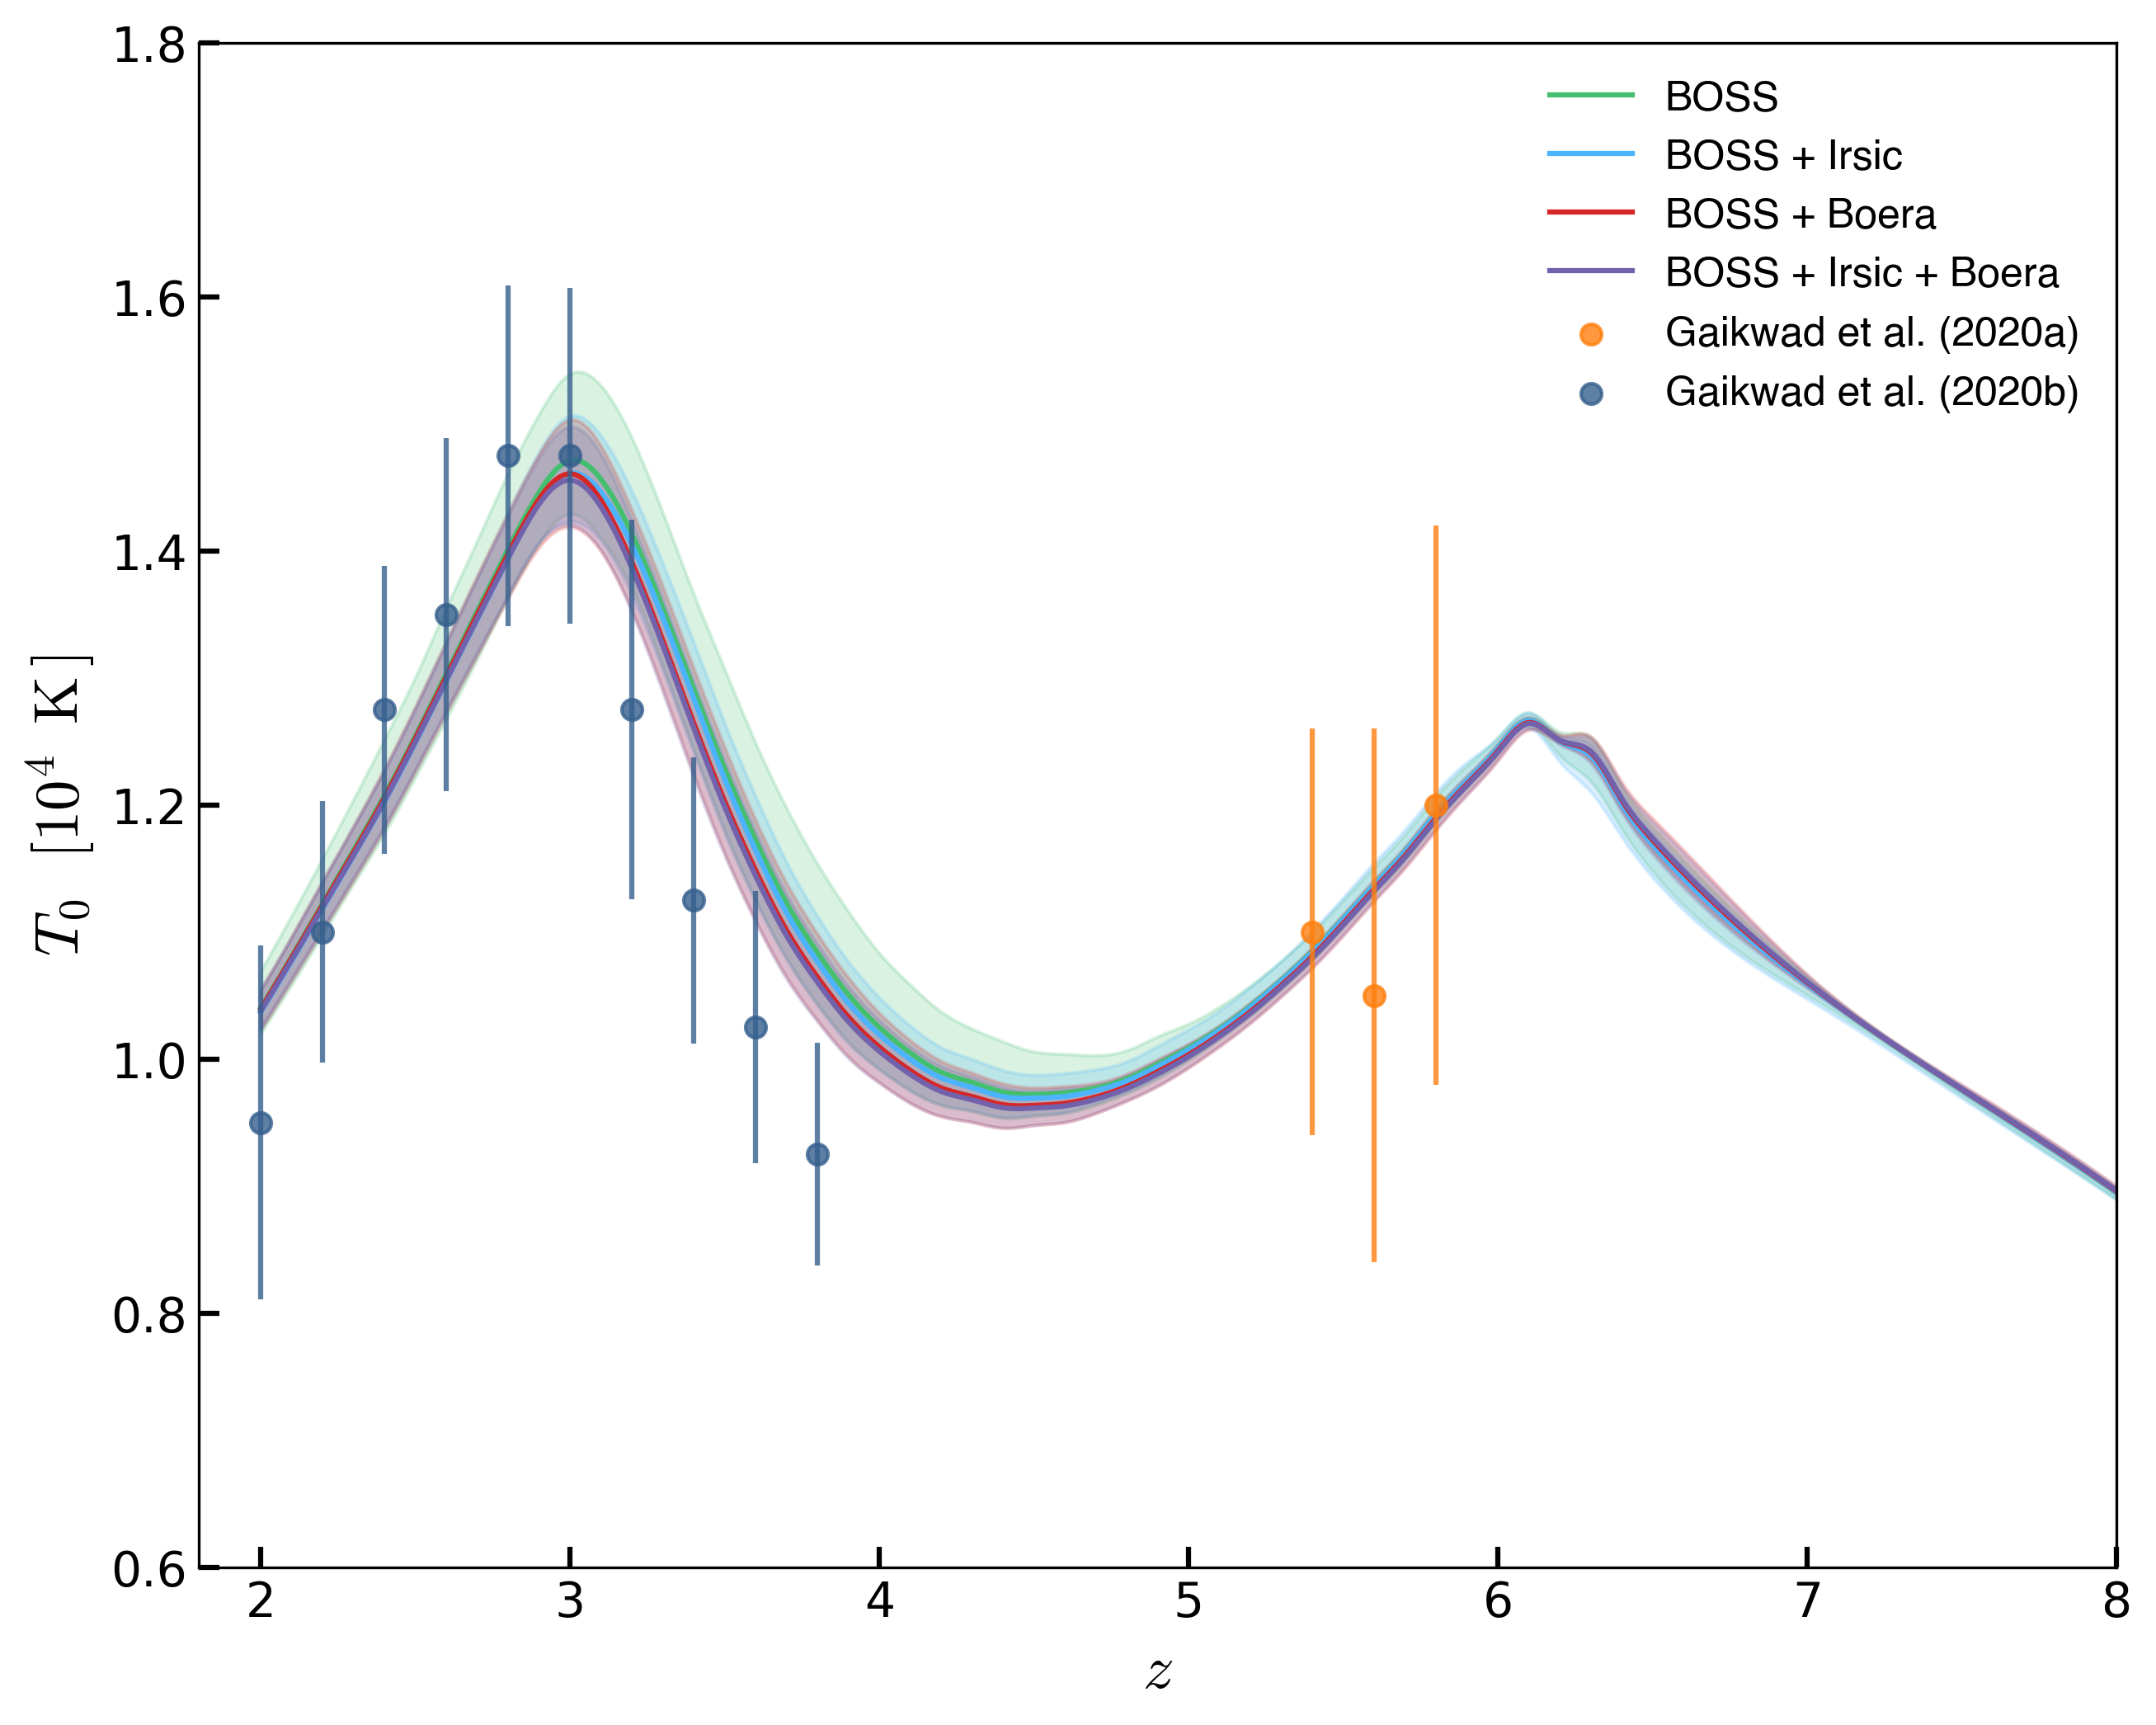 1.8
1.6
1.4
1.2
1.0
0.8
0.6
T₀ [10⁴ K]
BOSS
BOSS + Irsic
BOSS + Boera
BOSS + Irsic + Boera
Gaikwad et al. (2020a)
Gaikwad et al. (2020b)
2 3 4 5 6 7 8
z